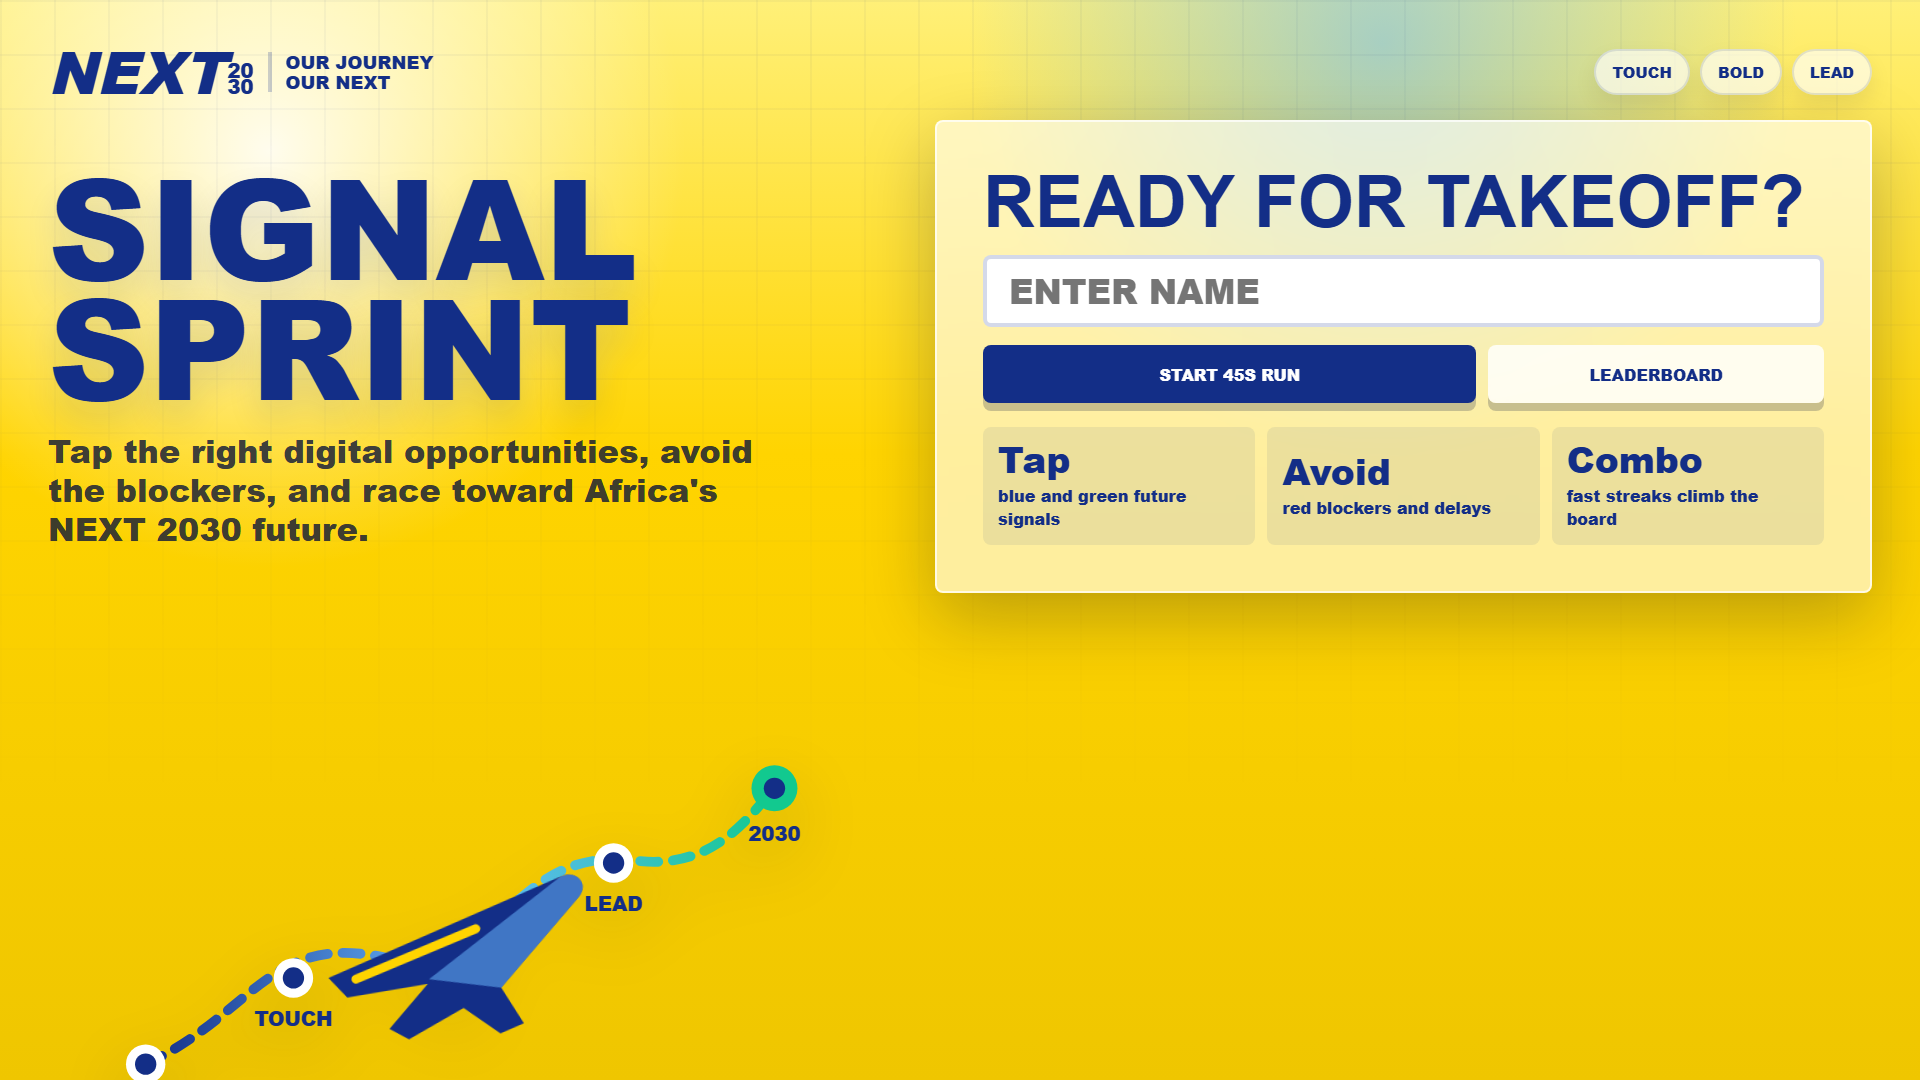 NEXT 20 30
OUR JOURNEY
OUR NEXT
TOUCH
BOLD
LEAD
SIGNAL
SPRINT
Tap the right digital opportunities, avoid
the blockers, and race toward Africa's
NEXT 2030 future.
READY FOR TAKEOFF?
ENTER NAME
START 45S RUN
LEADERBOARD
Tap
blue and green future
signals
Avoid
red blockers and delays
Combo
fast streaks climb the
board
2030
LEAD
TOUCH